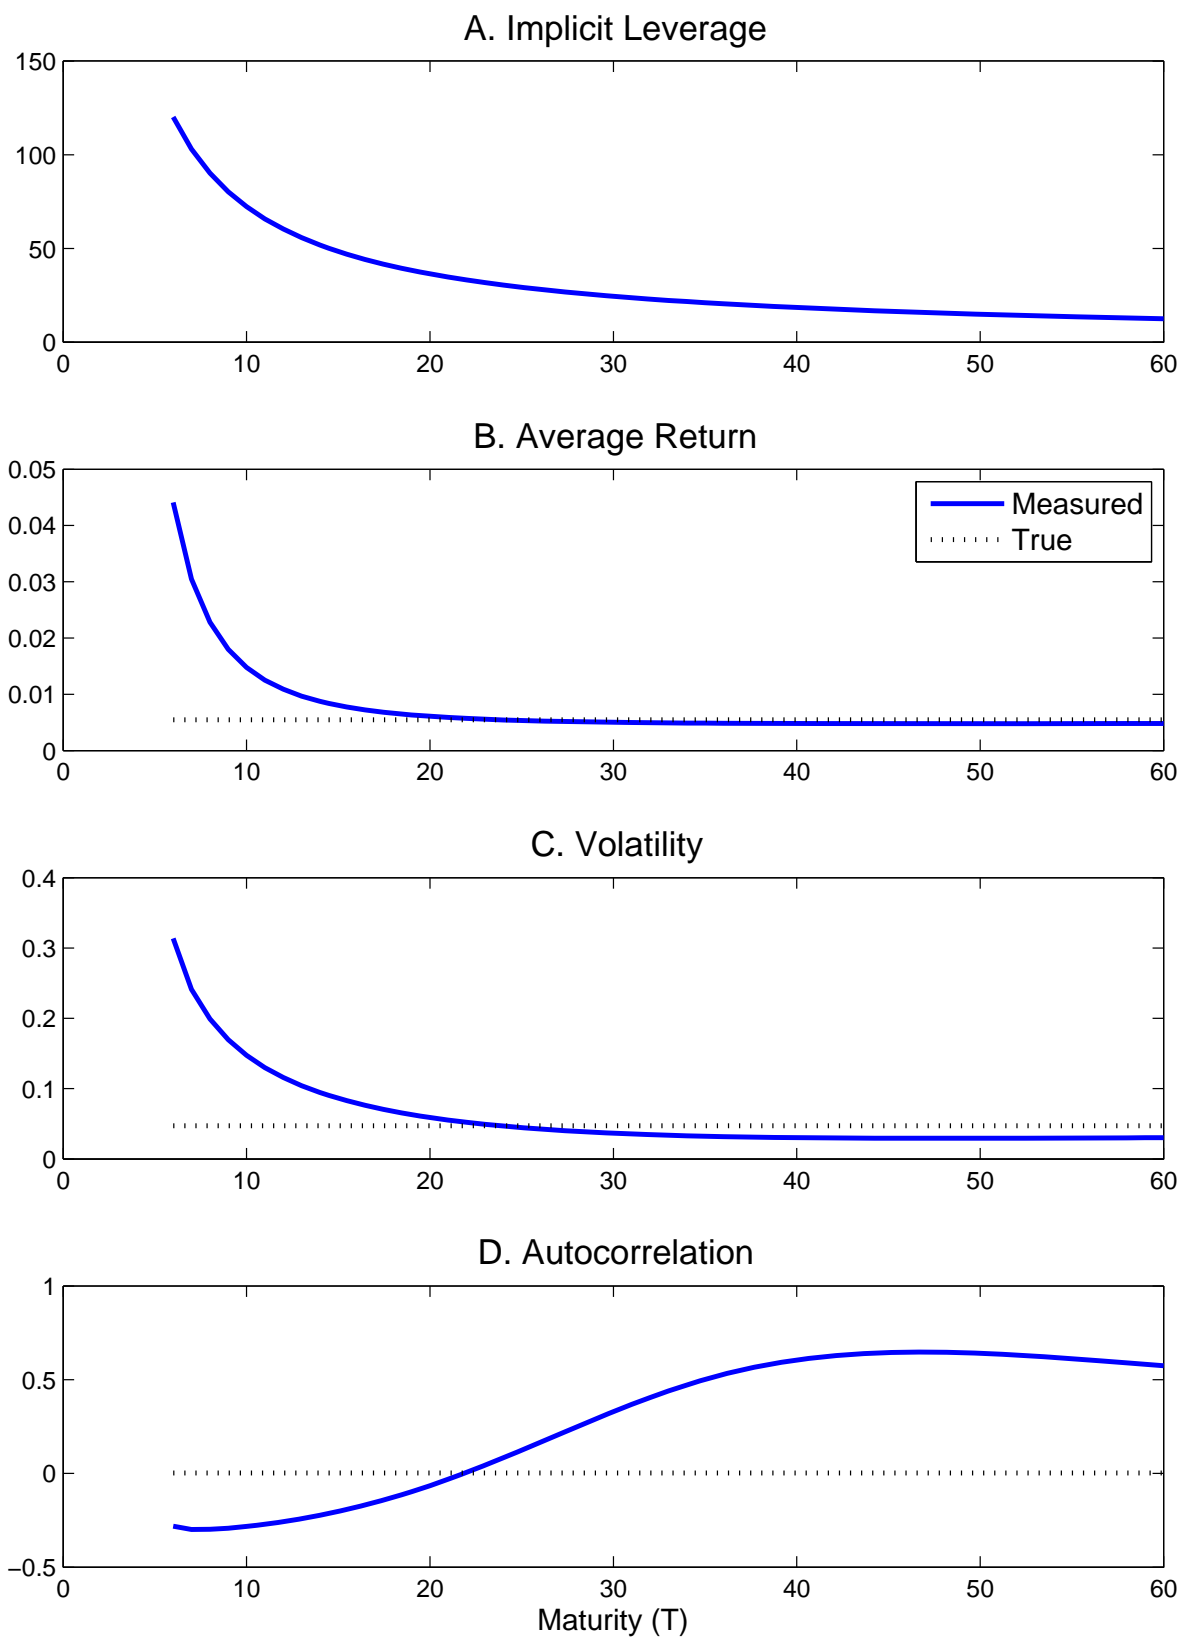 A. Implicit Leverage
150
100
50
0
0 10 20 30 40 50 60
B. Average Return
0.05
0.04
0.03
0.02
0.01
0
Measured
True
0 10 20 30 40 50 60
C. Volatility
0.4
0.3
0.2
0.1
0
0 10 20 30 40 50 60
D. Autocorrelation
1
0.5
0
−0.5
0 10 20 30 40 50 60
Maturity (T)